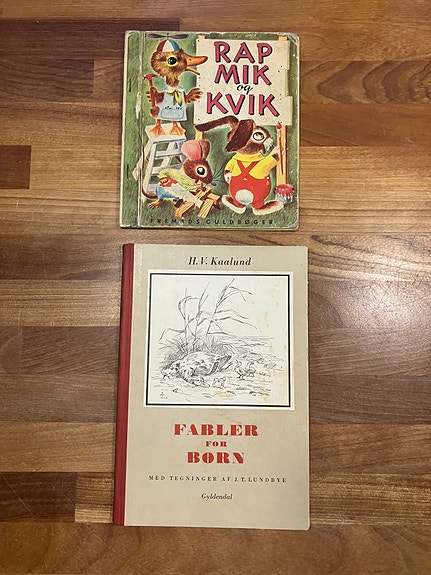 RAP
MIK
og
KVIK
FREMADS GULDBØGER
H. V. Kaalund
FABLER
FOR
BØRN
MED TEGNINGER AF J. T. LUNDBYE
Gyldendal